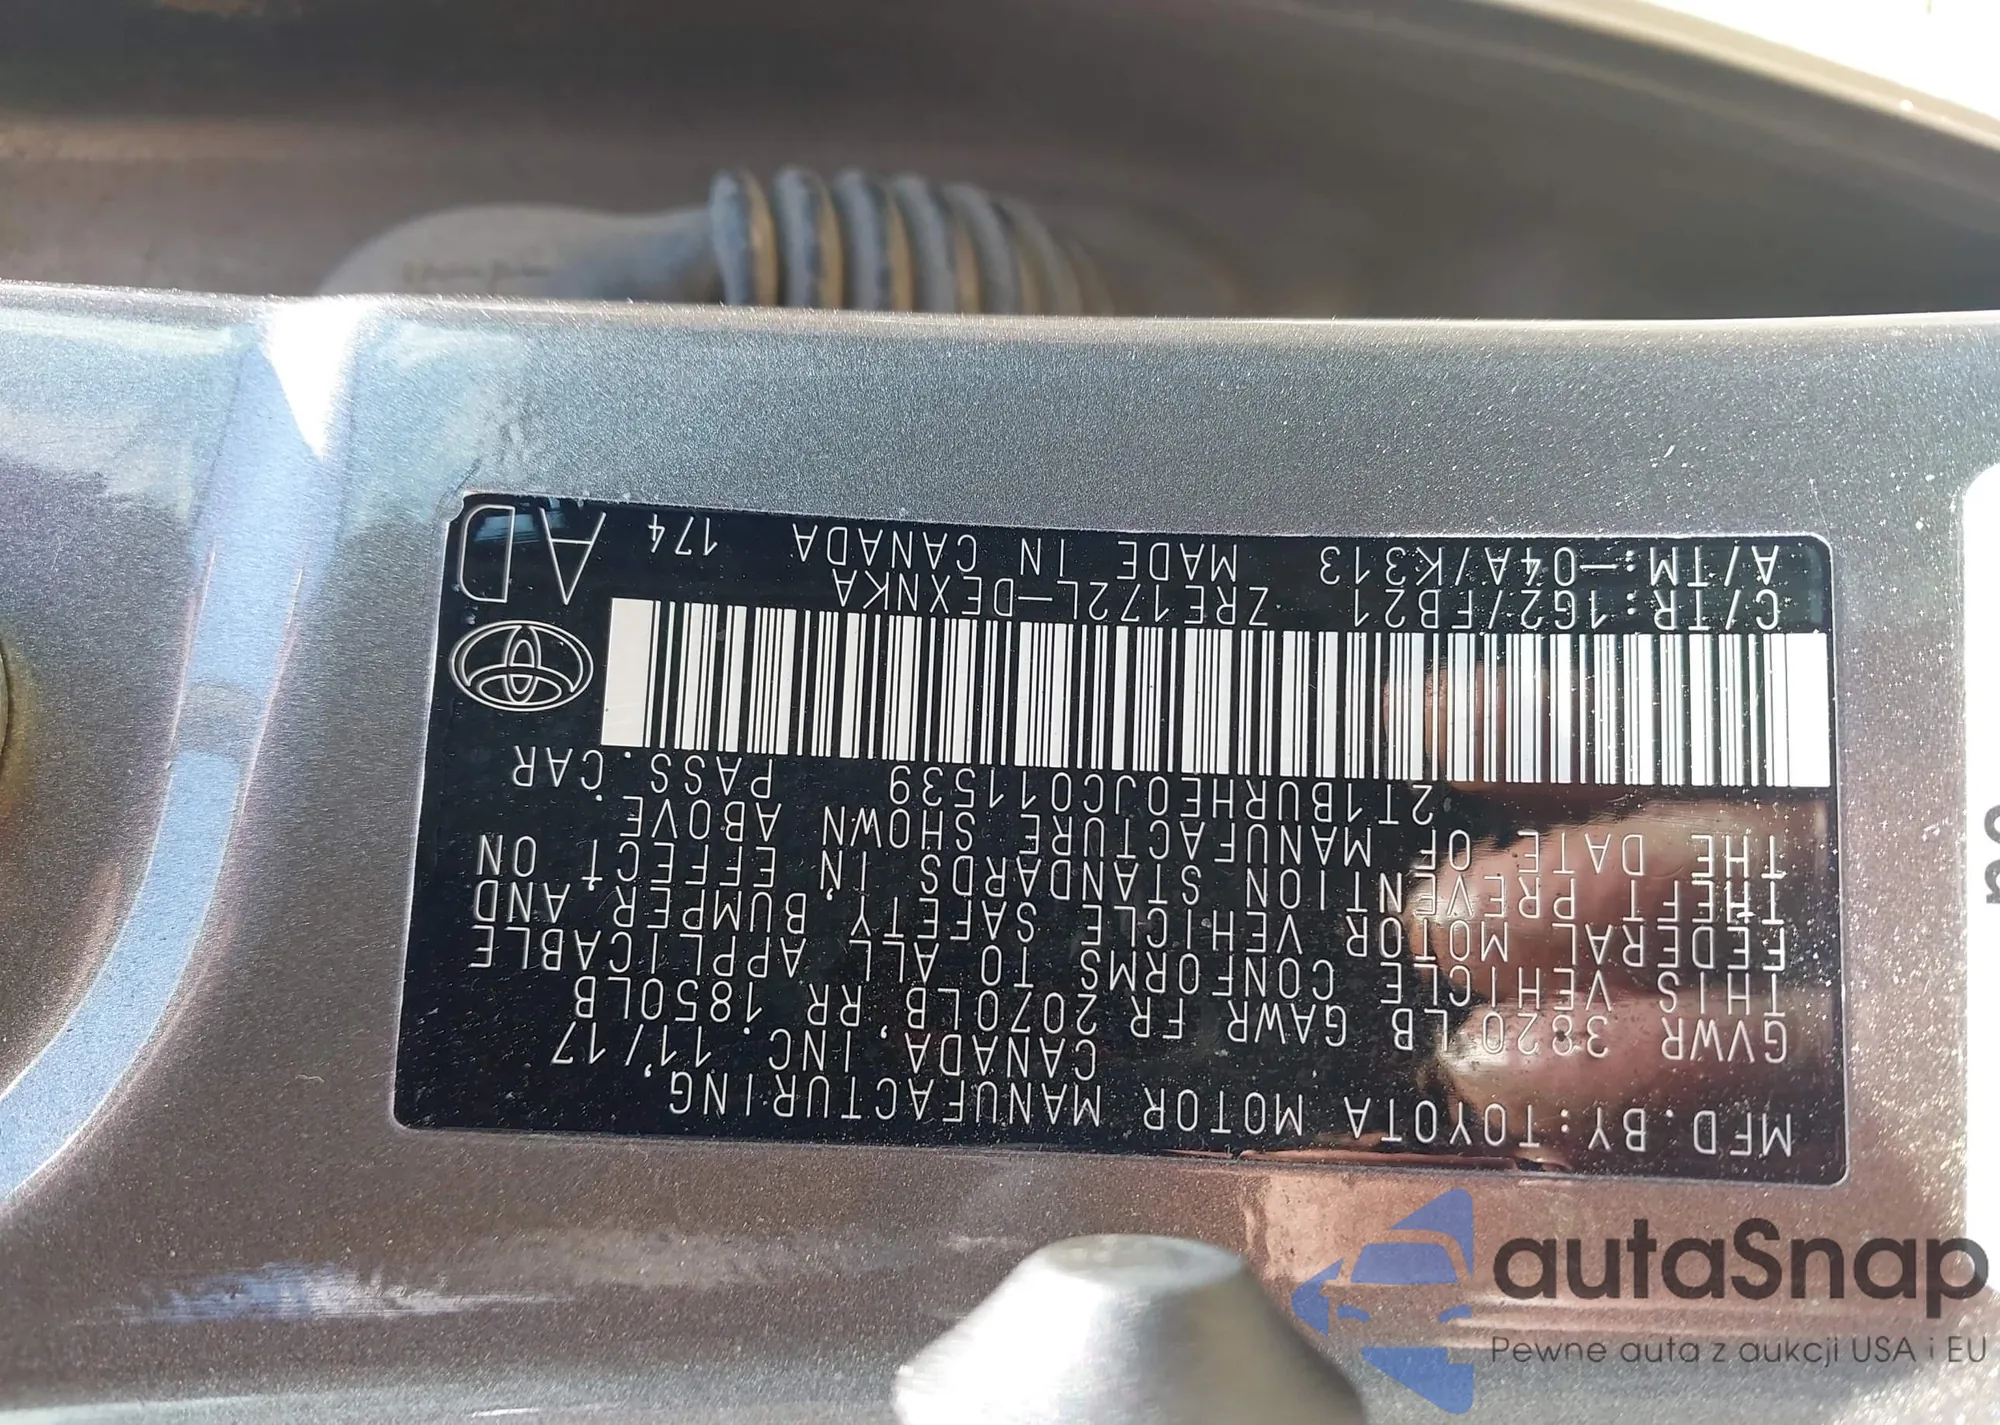 MFD.BY:TOYOTA MOTOR MANUFACTURING
CANADA, INC. 11/17
GVWR 3820LB GAWR FR 2070LB, RR 1850LB
THIS VEHICLE CONFORMS TO ALL APPLICABLE
FEDERAL MOTOR VEHICLE SAFETY, BUMPER, AND
THEFT PREVENTION STANDARDS IN EFFECT ON
THE DATE OF MANUFACTURE SHOWN ABOVE.
2T1BURHE0JC011539 PASS. CAR
C/TR:1G2/FB21 ZRE172L-DEXNKA
A/TM:-04A/K313 MADE IN CANADA 174
AD
autaSnap
Pewne auta z aukcji USA i EU